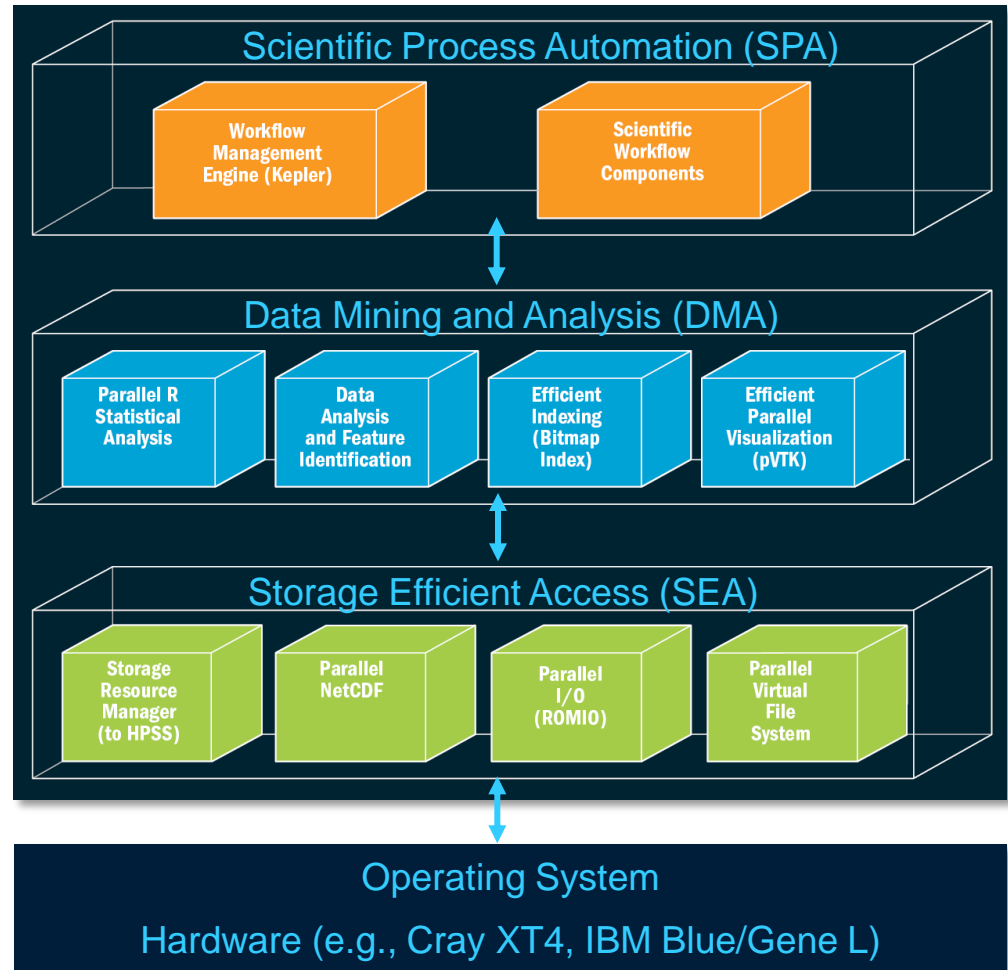 Scientific Process Automation (SPA)
Workflow
Management
Engine (Kepler)
Scientific
Workflow
Components
Data Mining and Analysis (DMA)
Parallel R
Statistical
Analysis
Data
Analysis
and Feature
Identification
Efficient
Indexing
(Bitmap
Index)
Efficient
Parallel
Visualization
(pVTK)
Storage Efficient Access (SEA)
Storage
Resource
Manager
(to HPSS)
Parallel
NetCDF
Parallel
I/O
(ROMIO)
Parallel
Virtual
File
System
Operating System
Hardware (e.g., Cray XT4, IBM Blue/Gene L)